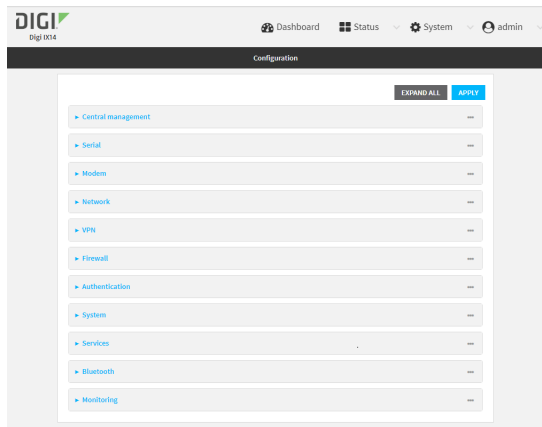 DIGI
Digi IX14
Dashboard Status System admin
Configuration
EXPAND ALL APPLY
Central management
Serial
Modem
Network
VPN
Firewall
Authentication
System
Services
Bluetooth
Monitoring